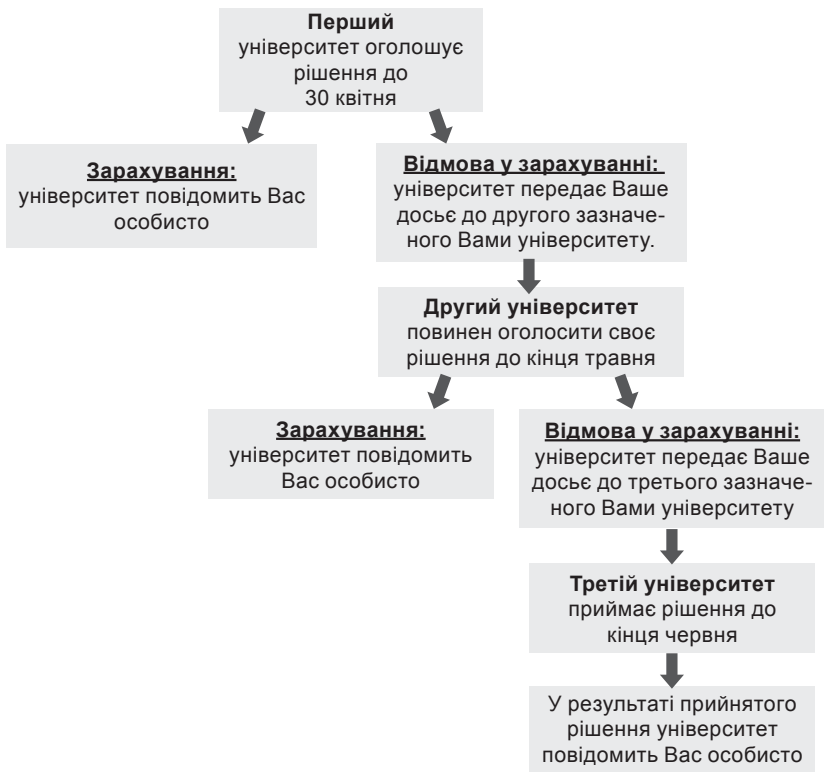 Перший
університет оголошує
рішення до
30 квітня
Зарахування:
університет повідомить Вас
особисто
Відмова у зарахуванні:
університет передає Ваше
досьє до другого зазначе-
ного Вами університету.
Другий університет
повинен оголосити своє
рішення до кінця травня
Зарахування:
університет повідомить
Вас особисто
Відмова у зарахуванні:
університет передає Ваше
досьє до третього зазначе-
ного Вами університету
Третій університет
приймає рішення до
кінця червня
У результаті прийнятого
рішення університет
повідомить Вас особисто